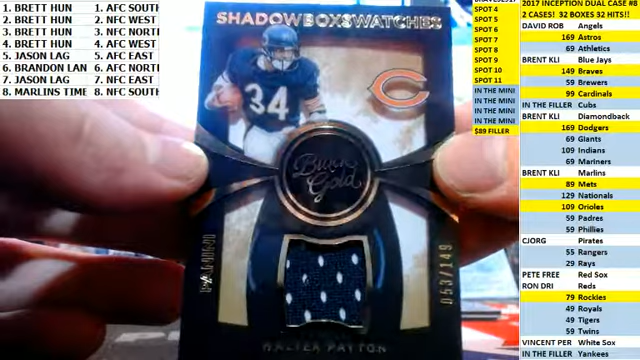 1. BRETT HUN 1. AFC SOUTH
2. BRETT HUN 2. NFC WEST
3. BRETT HUN 3. NFC NORTH
4. BRETT HUN 4. AFC WEST
5. JASON LAG 5. AFC EAST
6. BRANDON LAN 6. AFC NORTH
7. JASON LAG 7. NFC EAST
8. MARLINS TIME 8. NFC SOUTH
SHADOWBOXSWATCHES
34
Black
Gold
053/149
WALTER PAYTON
SPOT 4
SPOT 5
SPOT 6
SPOT 7
SPOT 8
SPOT 9
SPOT 10
SPOT 11
IN THE MINI
IN THE MINI
IN THE MINI
IN THE MINI
$89 FILLER
2017 INCEPTION DUAL CASE #8
2 CASES! 32 BOXES 32 HITS!!
DAVID ROB Angels
169 Astros
69 Athletics
BRENT KLI Blue Jays
149 Braves
59 Brewers
99 Cardinals
IN THE FILLER Cubs
BRENT KLI Diamondback
169 Dodgers
69 Giants
109 Indians
69 Mariners
BRENT KLI Marlins
89 Mets
129 Nationals
109 Orioles
59 Padres
59 Phillies
CJORG Pirates
55 Rangers
29 Rays
PETE FREE Red Sox
RON DRI Reds
79 Rockies
49 Royals
49 Tigers
59 Twins
VINCENT PER White Sox
IN THE FILLER Yankees